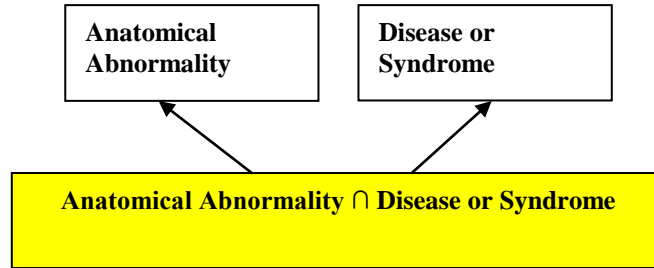 Anatomical
Abnormality
Disease or
Syndrome
Anatomical Abnormality ∩ Disease or Syndrome